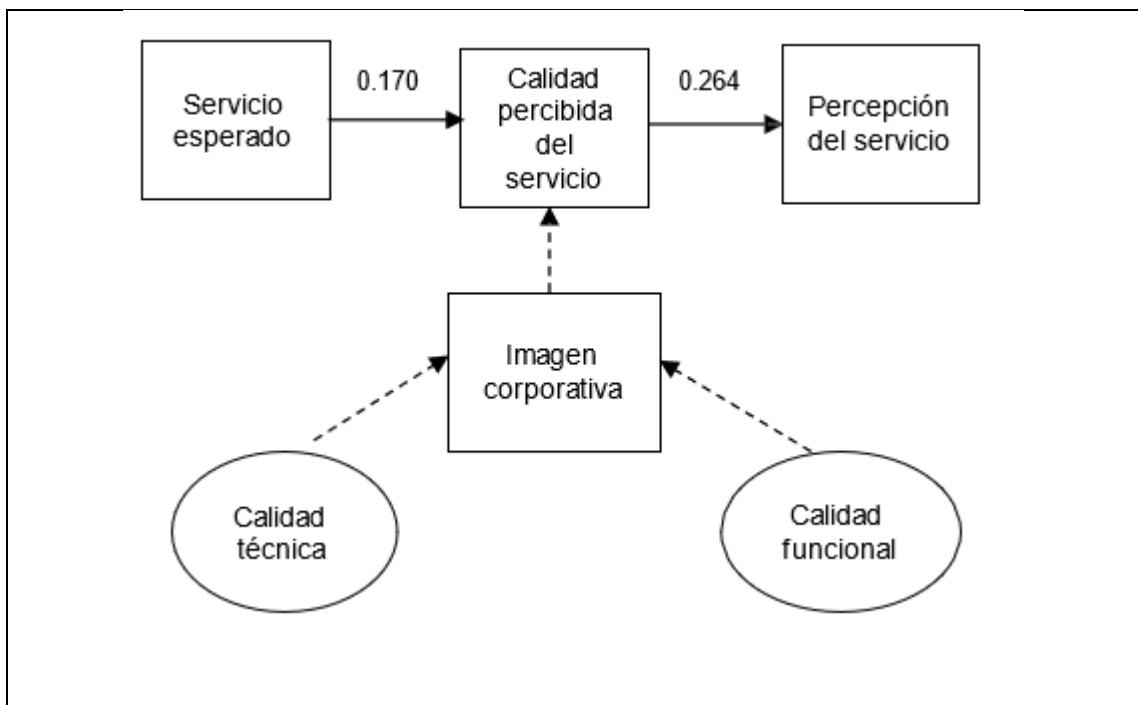 Servicio
esperado
0.170
Calidad
percibida
del
servicio
0.264
Percepción
del servicio
Imagen
corporativa
Calidad
técnica
Calidad
funcional